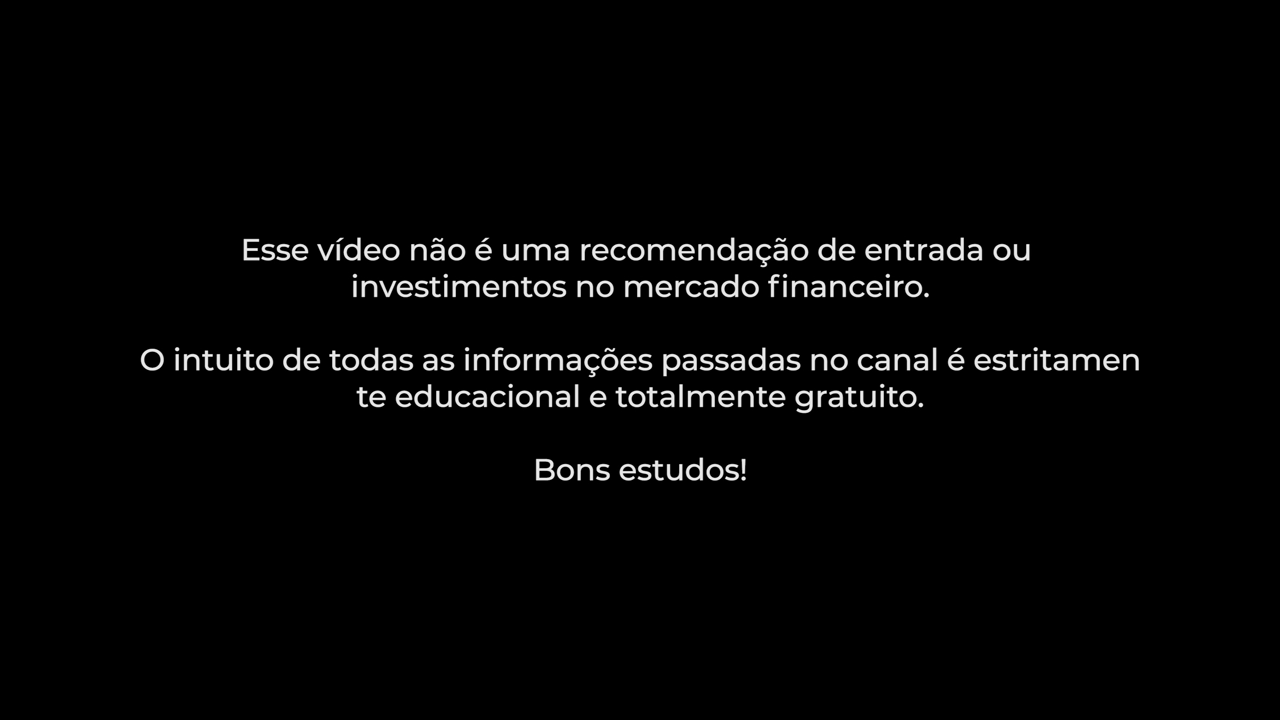 Esse vídeo não é uma recomendação de entrada ou
investimentos no mercado financeiro.
O intuito de todas as informações passadas no canal é estritamen
te educacional e totalmente gratuito.
Bons estudos!